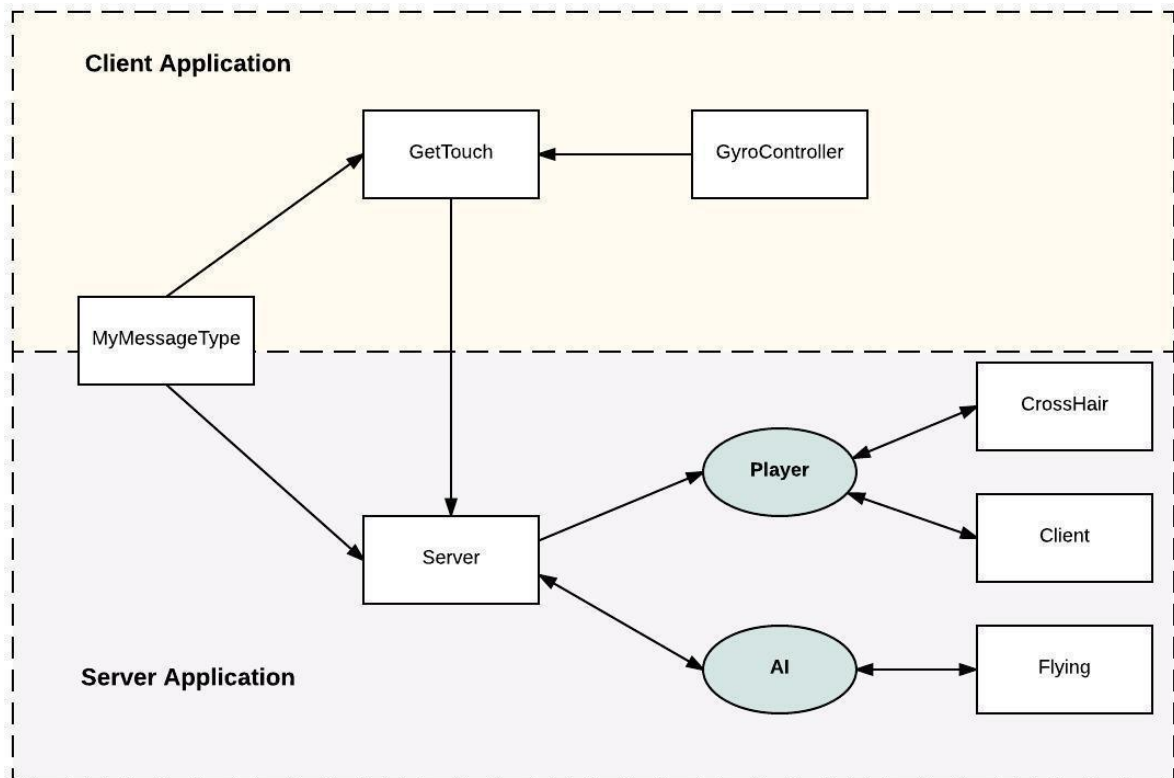 Client Application
GetTouch
GyroController
MyMessageType
CrossHair
Player
Client
Server
AI
Flying
Server Application